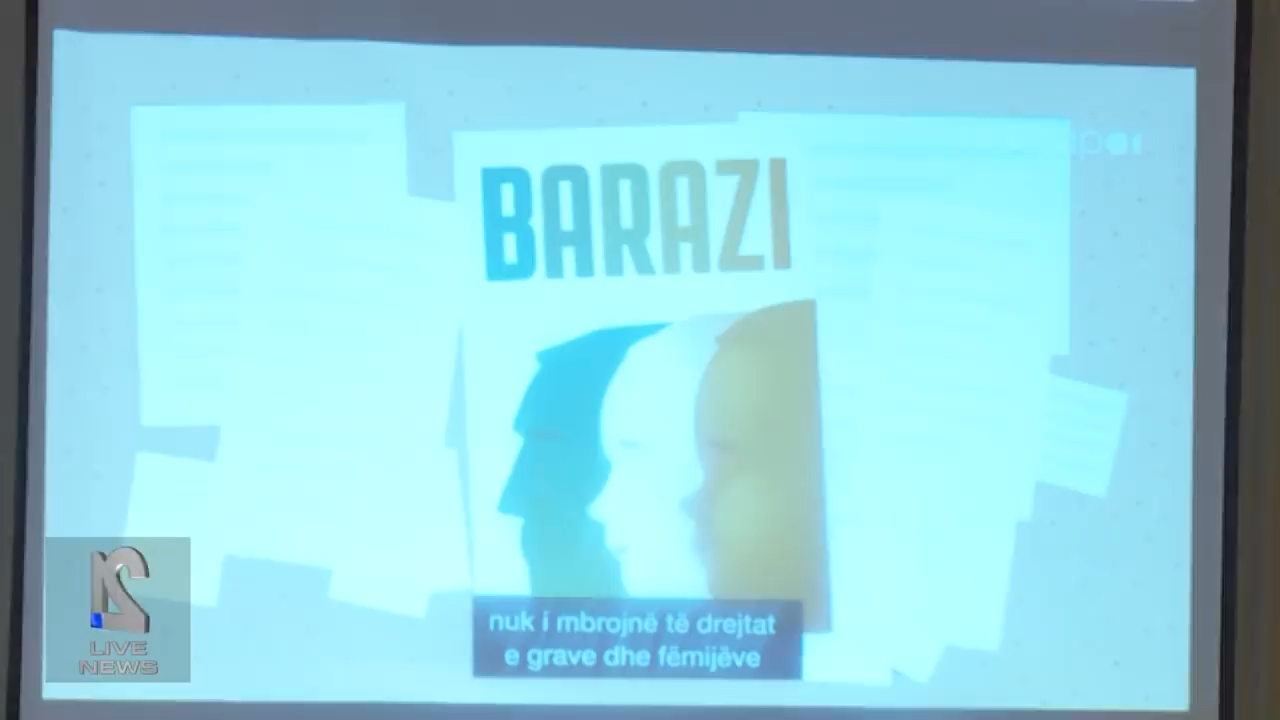 BARAZI
nuk i mbrojnë të drejtat
e grave dhe fëmijëve
LIVE
NEWS